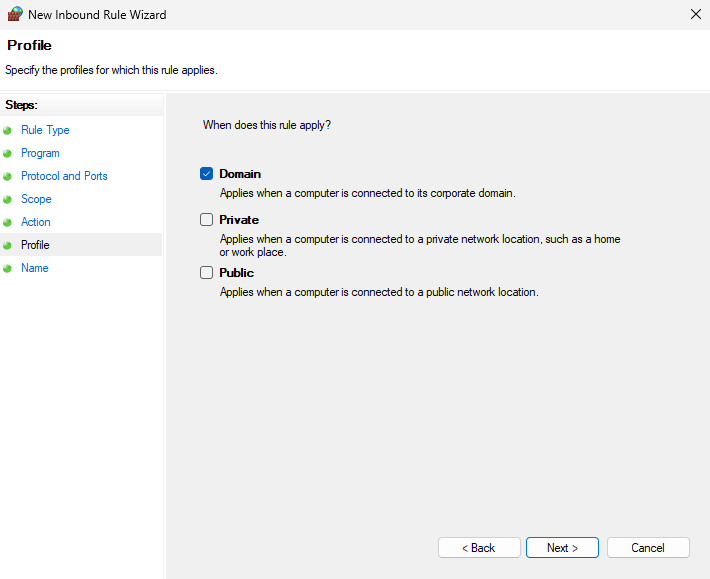 New Inbound Rule Wizard
Profile
Specify the profiles for which this rule applies.
Steps:
Rule Type
Program
Protocol and Ports
Scope
Action
Profile
Name
When does this rule apply?
Domain
Applies when a computer is connected to its corporate domain.
Private
Applies when a computer is connected to a private network location, such as a home
or work place.
Public
Applies when a computer is connected to a public network location.
< Back
Next >
Cancel